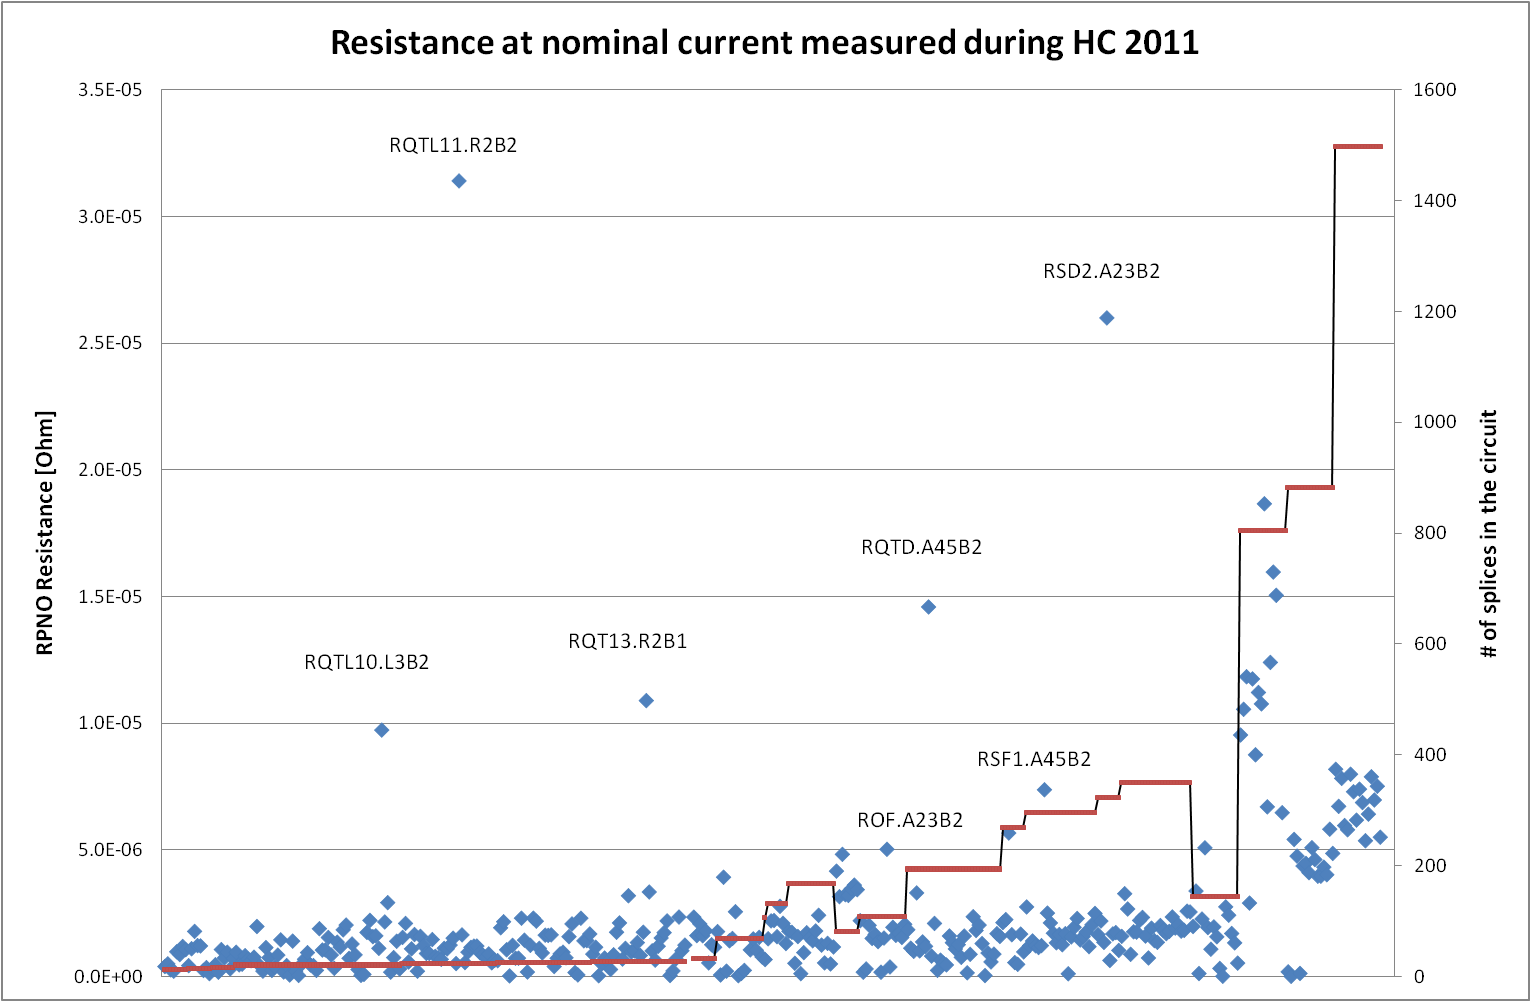 Resistance at nominal current measured during HC 2011
3.5E-05
3.0E-05
2.5E-05
2.0E-05
1.5E-05
1.0E-05
5.0E-06
0.0E+00
RPNO Resistance [Ohm]
RQTL11.R2B2
RSD2.A23B2
RQTD.A45B2
RQT13.R2B1
RQTL10.L3B2
RSF1.A45B2
ROF.A23B2
1600
1400
1200
1000
800
600
400
200
0
# of splices in the circuit